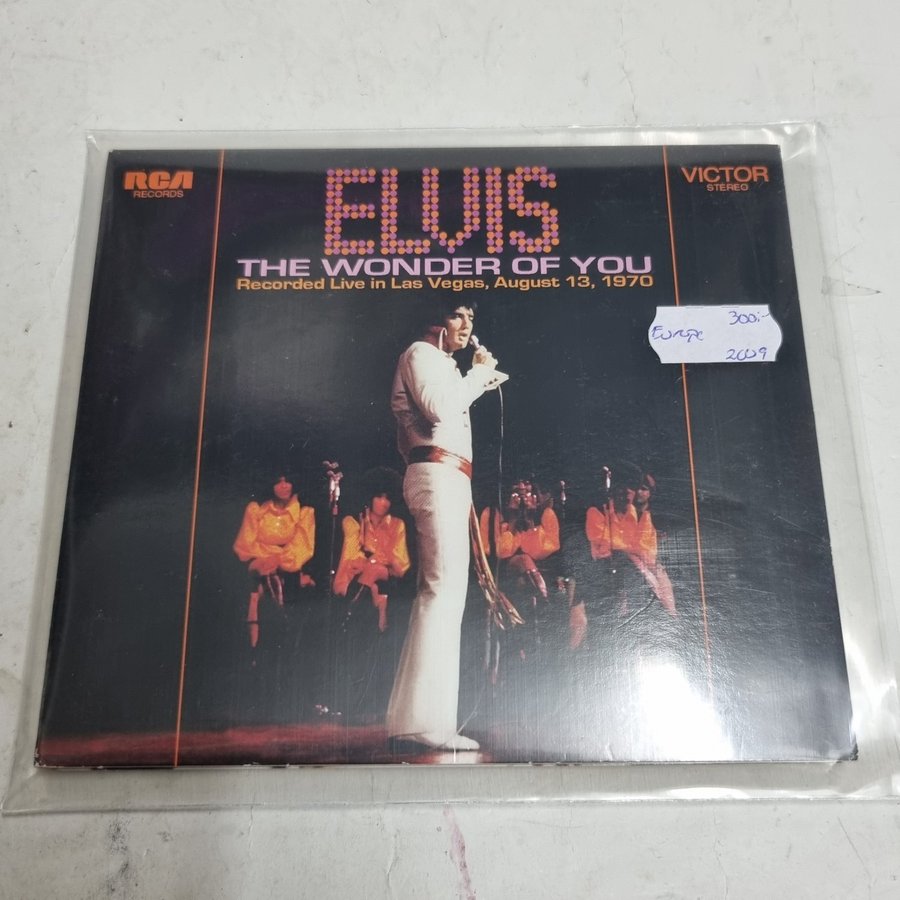 RCA
RECORDS
VICTOR
STEREO
ELVIS
THE WONDER OF YOU
Recorded Live in Las Vegas, August 13, 1970
300:-
Europe
2009